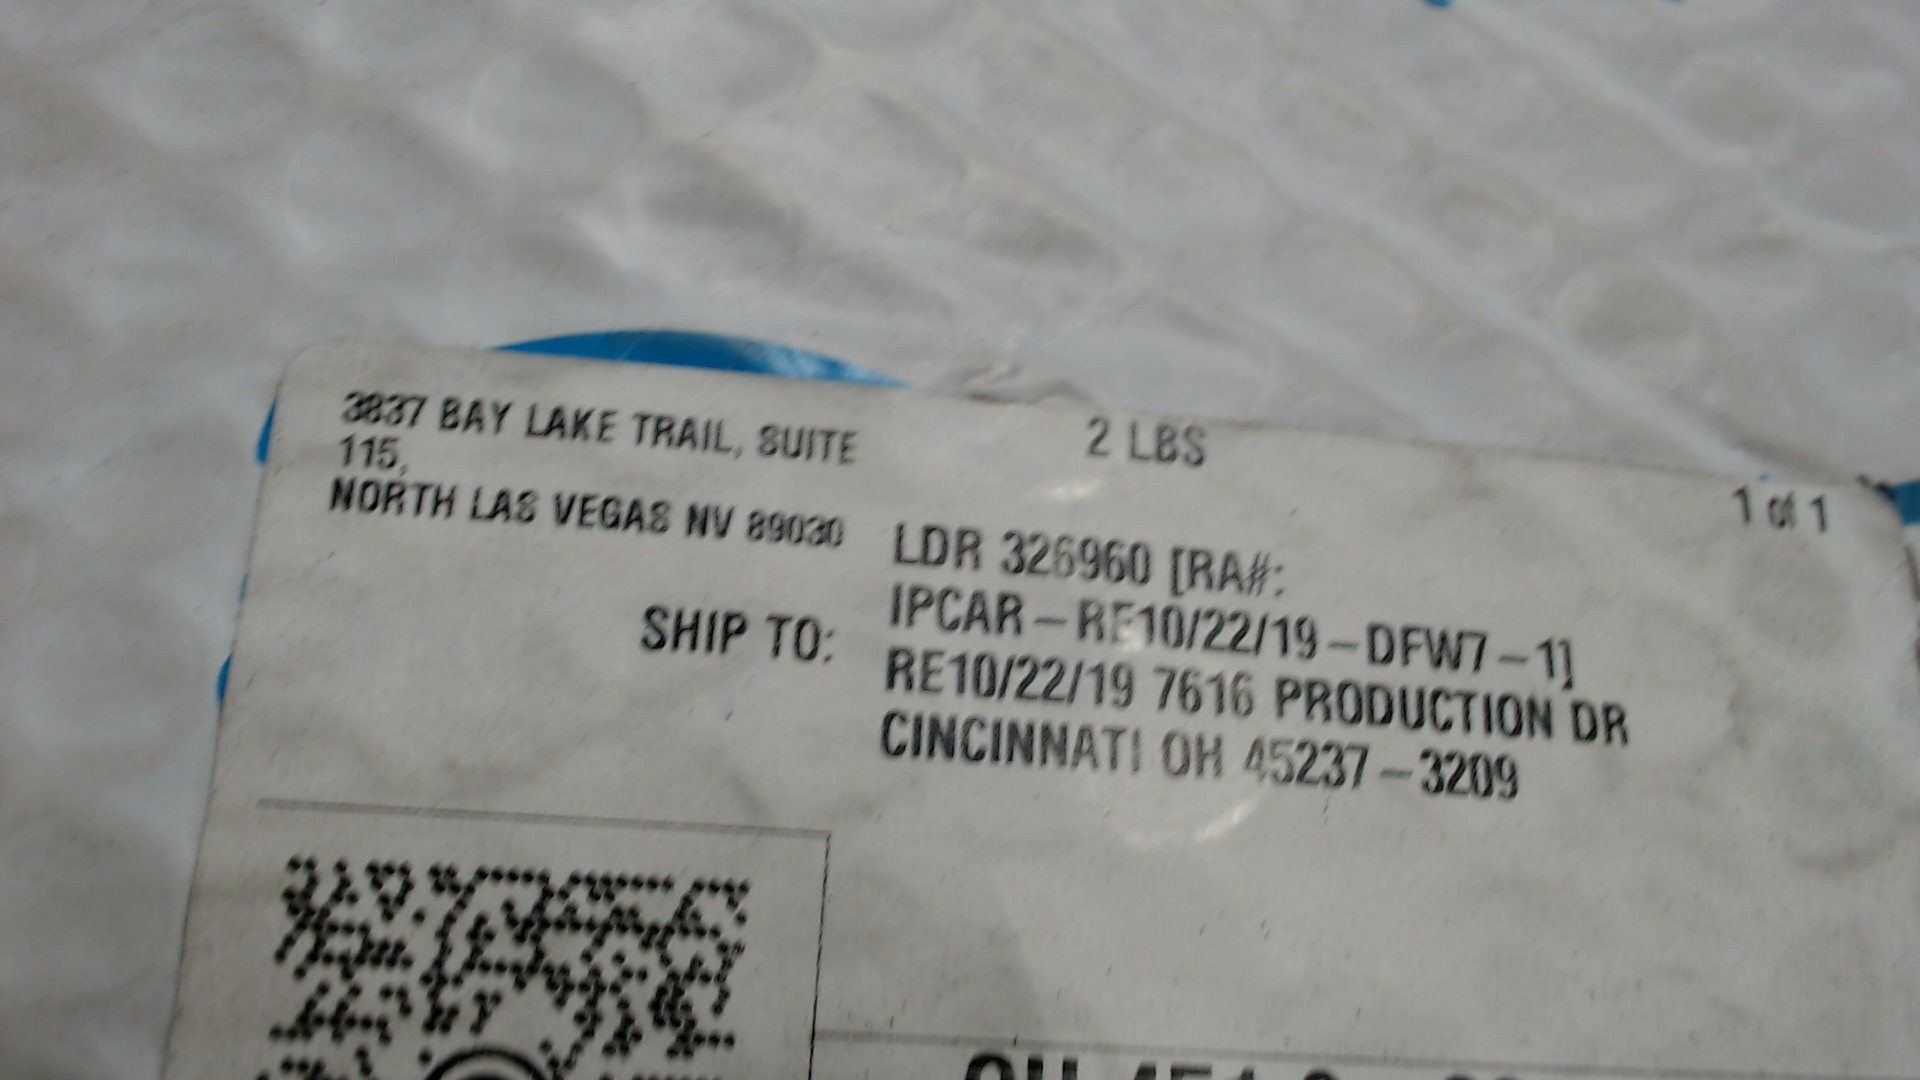 3837 BAY LAKE TRAIL, SUITE
115,
NORTH LAS VEGAS NV 89030
2 LBS
1 of 1
SHIP TO:
LDR 326960 [RA#:
IPCAR-RE10/22/19-DFW7-1]
RE10/22/19 7616 PRODUCTION DR
CINCINNATI OH 45237-3209